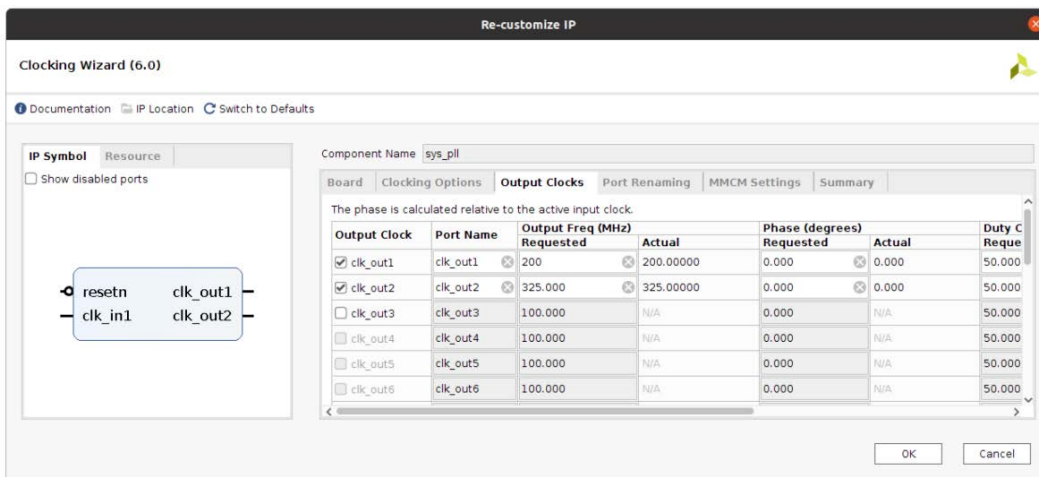 Re-customize IP
Clocking Wizard (6.0)
Documentation IP Location Switch to Defaults
IP Symbol Resource
Show disabled ports
resetn clk_out1
clk_in1 clk_out2
Component Name sys_pll
Board Clocking Options Output Clocks Port Renaming MMCM Settings Summary
The phase is calculated relative to the active input clock.
Output Clock Port Name Output Freq (MHz) Phase (degrees) Duty C
Requested Actual Requested Actual Reque
clk_out1 clk_out1 200 200.00000 0.000 0.000 50.000
clk_out2 clk_out2 325.000 325.00000 0.000 0.000 50.000
clk_out3 clk_out3 100.000 N/A 0.000 N/A 50.000
clk_out4 clk_out4 100.000 N/A 0.000 N/A 50.000
clk_out5 clk_out5 100.000 N/A 0.000 N/A 50.000
clk_out6 clk_out6 100.000 N/A 0.000 N/A 50.000
OK Cancel